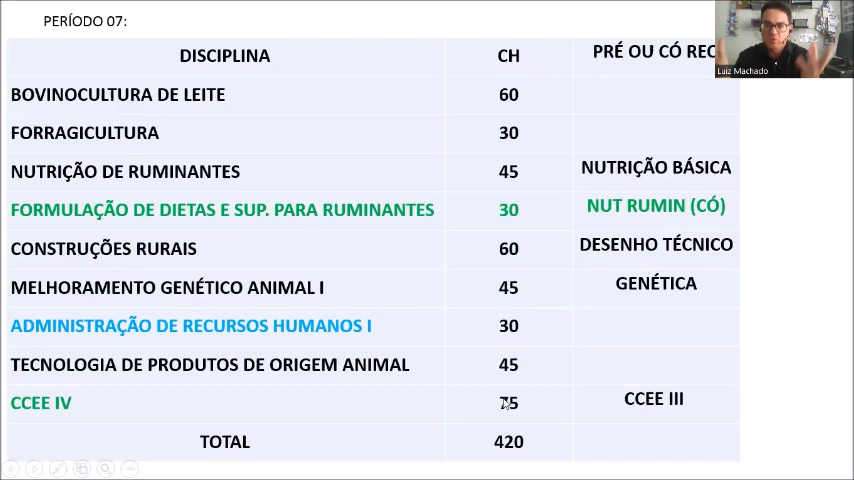 PERÍODO 07:
DISCIPLINA CH PRÉ OU CÓ REQ
BOVINOCULTURA DE LEITE 60
FORRAGICULTURA 30
NUTRIÇÃO DE RUMINANTES 45 NUTRIÇÃO BÁSICA
FORMULAÇÃO DE DIETAS E SUP. PARA RUMINANTES 30 NUT RUMIN (CÓ)
CONSTRUÇÕES RURAIS 60 DESENHO TÉCNICO
MELHORAMENTO GENÉTICO ANIMAL I 45 GENÉTICA
ADMINISTRAÇÃO DE RECURSOS HUMANOS I 30
TECNOLOGIA DE PRODUTOS DE ORIGEM ANIMAL 45
CCEE IV 75 CCEE III
TOTAL 420
Luiz Machado